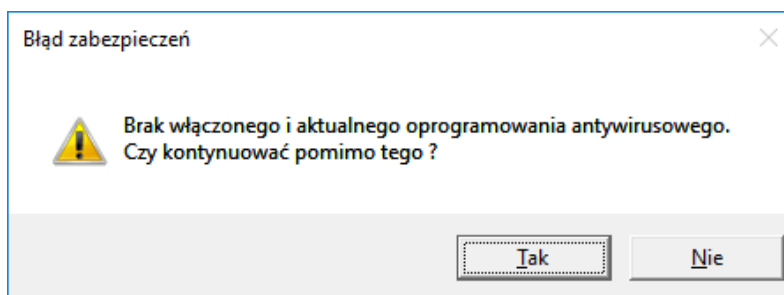 Błąd zabezpieczeń
Brak włączonego i aktualnego oprogramowania antywirusowego.
Czy kontynuować pomimo tego ?
Tak
Nie